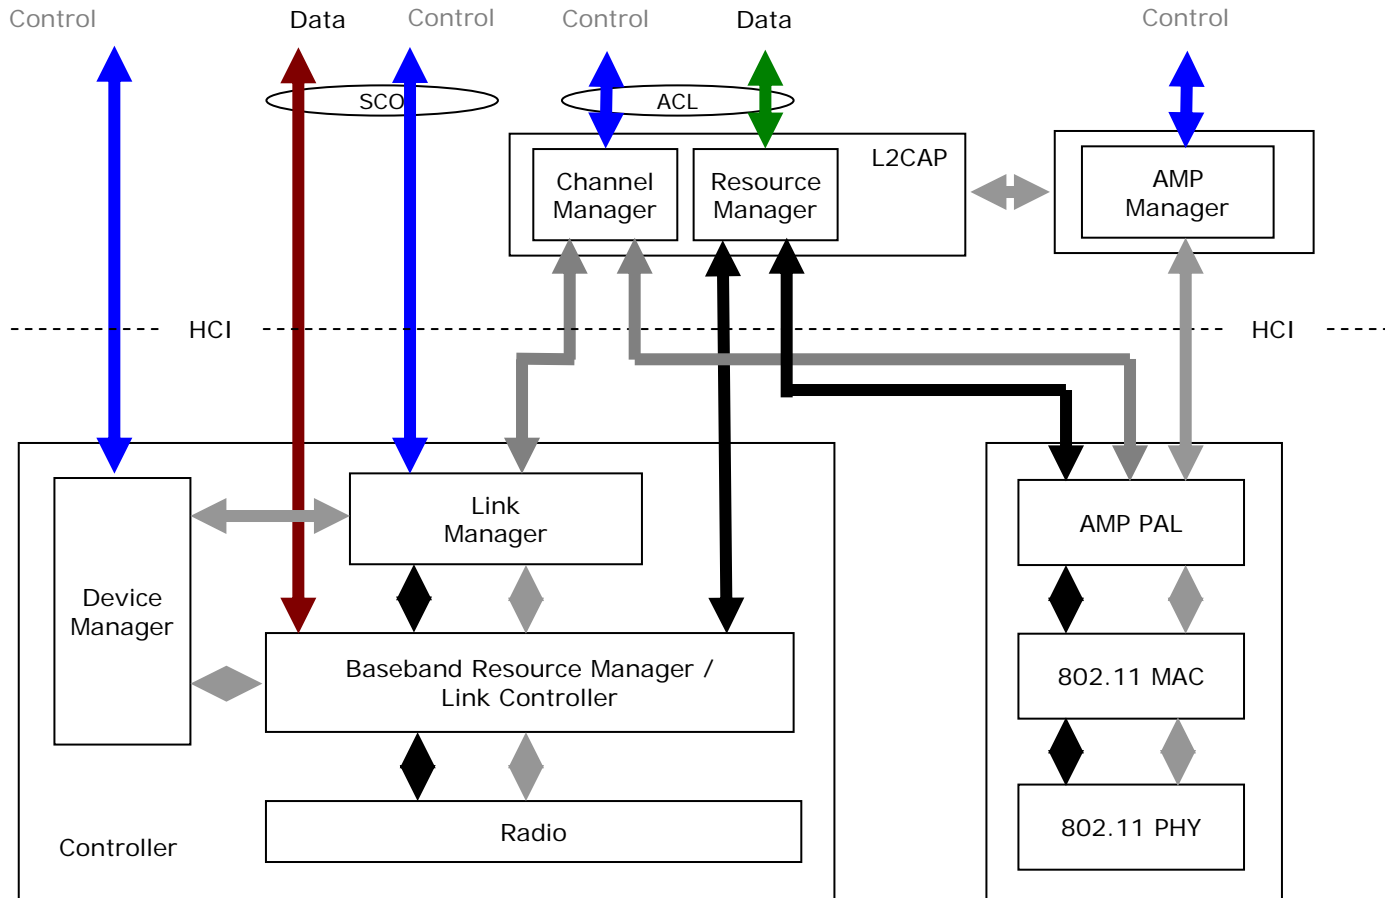 Control
Data
Control
Control
Data
Control
SCO
ACL
L2CAP
Channel
Manager
Resource
Manager
AMP
Manager
HCI
HCI
Link
Manager
AMP PAL
Device
Manager
Baseband Resource Manager /
Link Controller
802.11 MAC
Radio
802.11 PHY
Controller